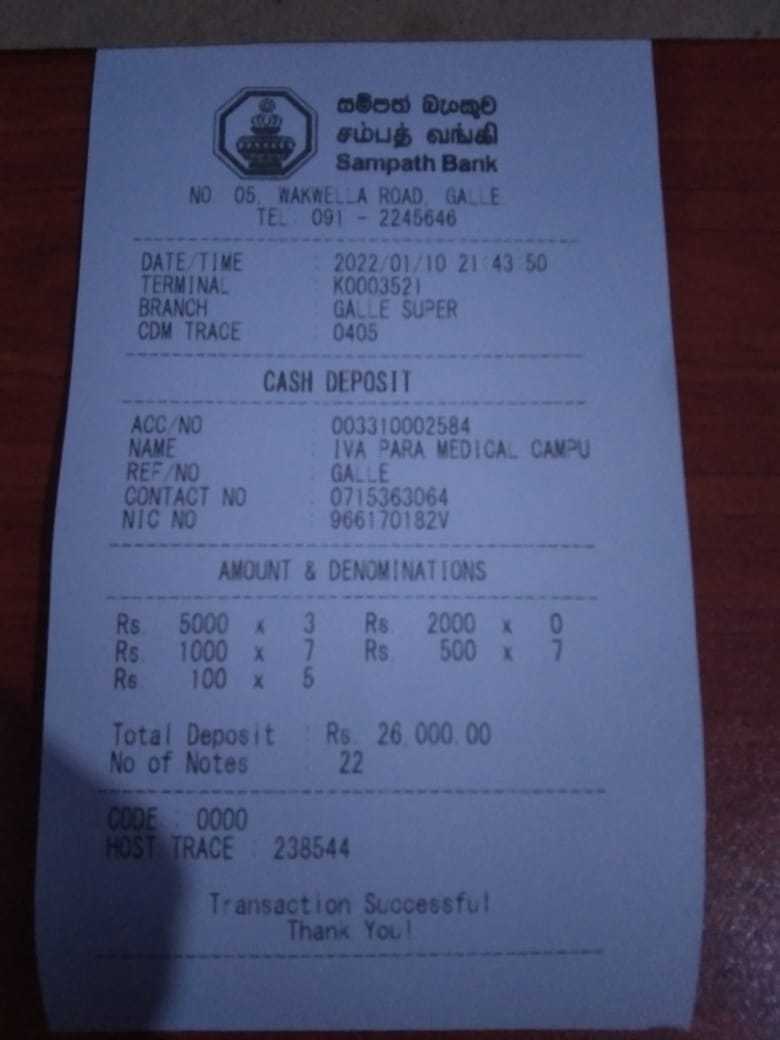 සම්පත් බැංකුව
சம்பத் வங்கி
Sampath Bank
NO. 05, WAKWELLA ROAD, GALLE.
TEL: 091 - 2245646
DATE/TIME : 2022/01/10 21:43:50
TERMINAL : K0003521
BRANCH : GALLE SUPER
CDM TRACE : 0405
CASH DEPOSIT
ACC/NO : 003310002584
NAME : IVA PARA MEDICAL CAMPU
REF/NO : GALLE
CONTACT NO : 0715363064
NIC NO : 966170182V
AMOUNT & DENOMINATIONS
Rs. 5000 x 3 Rs. 2000 x 0
Rs. 1000 x 7 Rs. 500 x 7
Rs. 100 x 5
Total Deposit : Rs. 26,000.00
No of Notes : 22
CODE : 0000
HOST TRACE : 238544
Transaction Successful
Thank You!